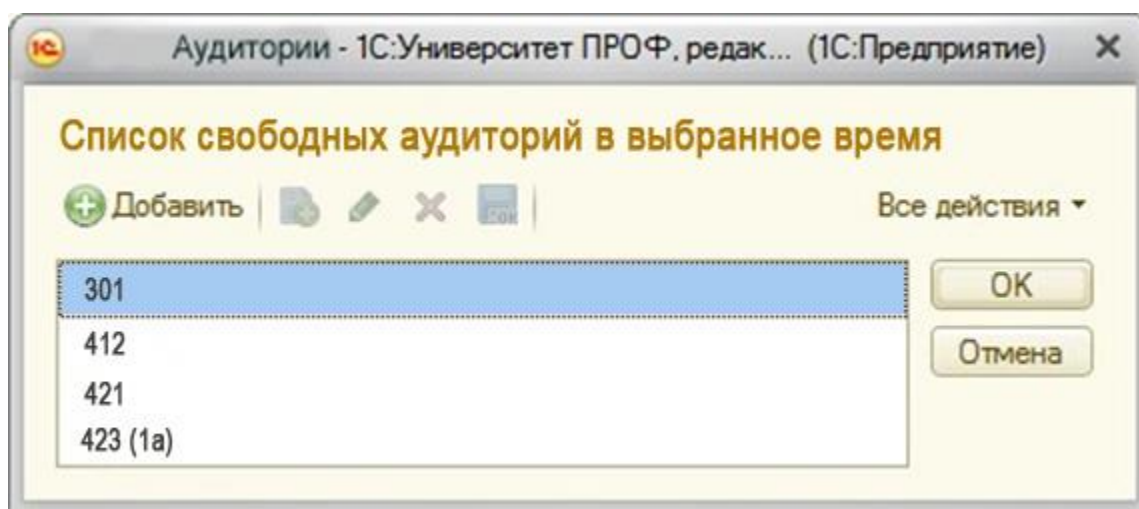 1С Аудитории - 1С:Университет ПРОФ, редак... (1С:Предприятие)
Список свободных аудиторий в выбранное время
Добавить Все действия
301
OK
412
Отмена
421
423 (1а)